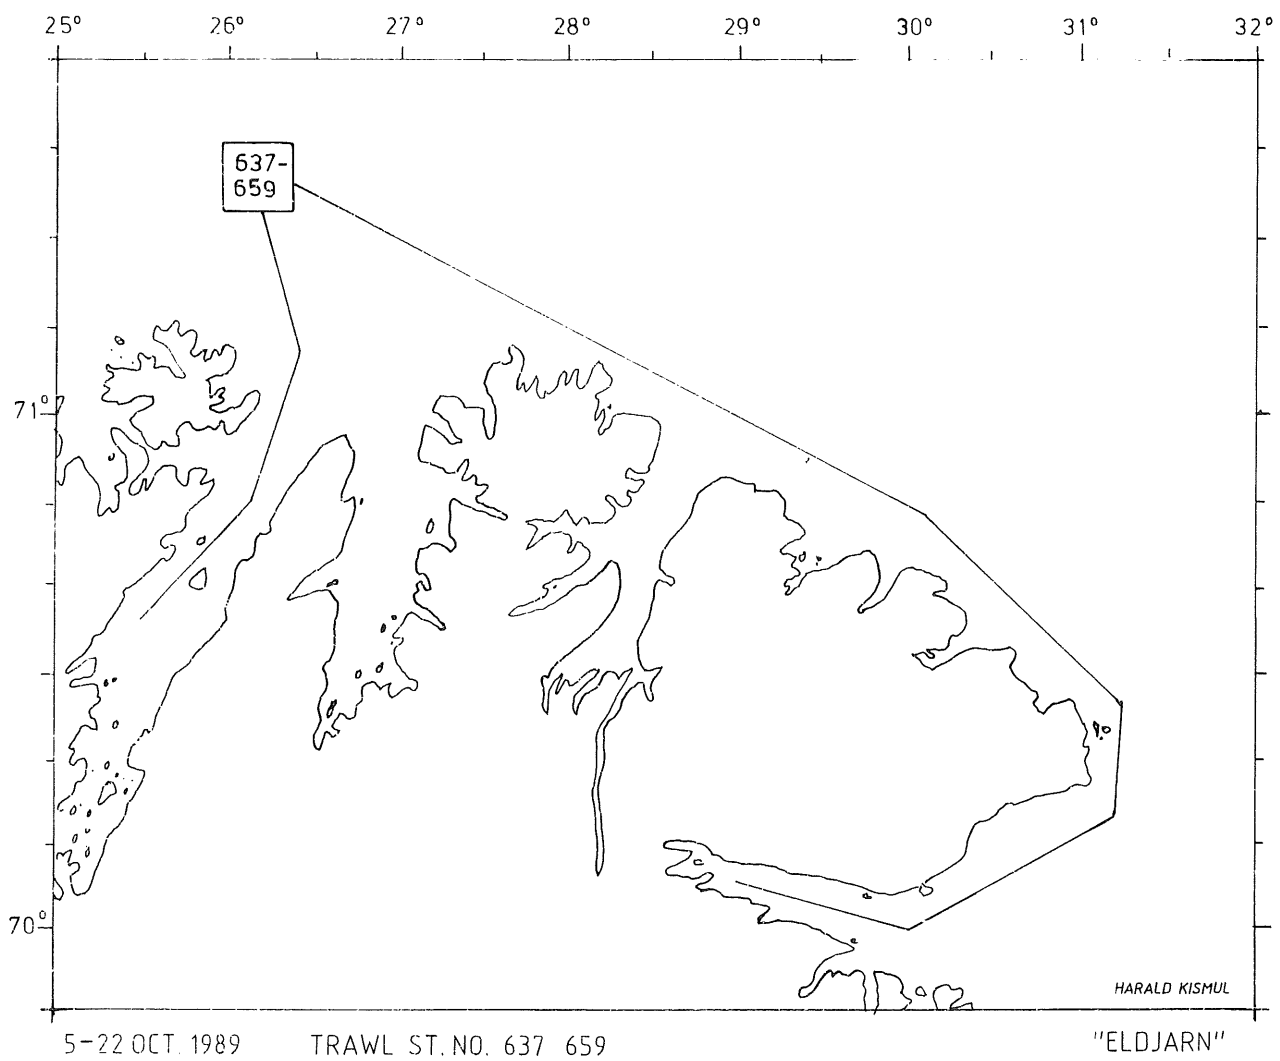 25° 26° 27° 28° 29° 30° 31° 32°
637-
659
71°
70°
HARALD KISMUL
5-22 OCT. 1989 TRAWL ST. NO. 637 659 "ELDJARN"